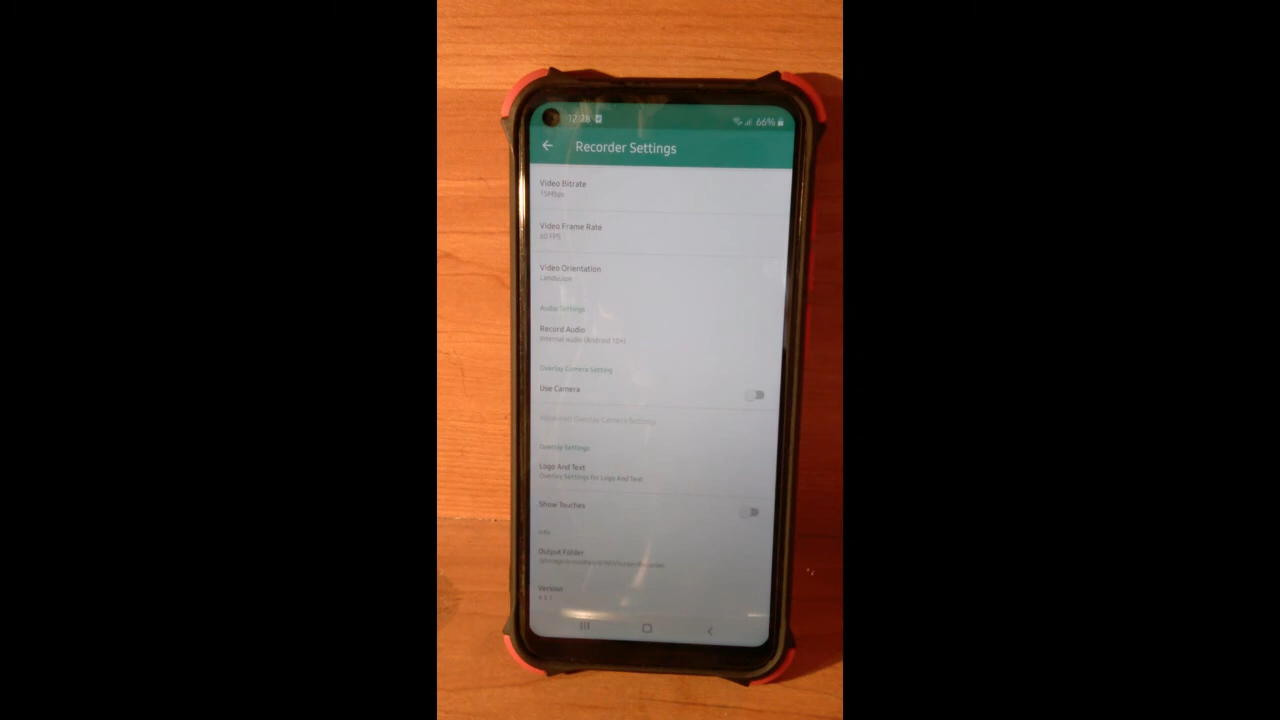 12:28
66%
Recorder Settings
Video Bitrate
15Mbps
Video Frame Rate
60 FPS
Video Orientation
Landscape
Audio Settings
Record Audio
Internal audio (Android 10+)
Overlay Camera Setting
Use Camera
Advanced Overlay Camera Settings
Overlay Settings
Logo And Text
Overlay Settings for Logo And Text
Show Touches
Info
Output Folder
Version